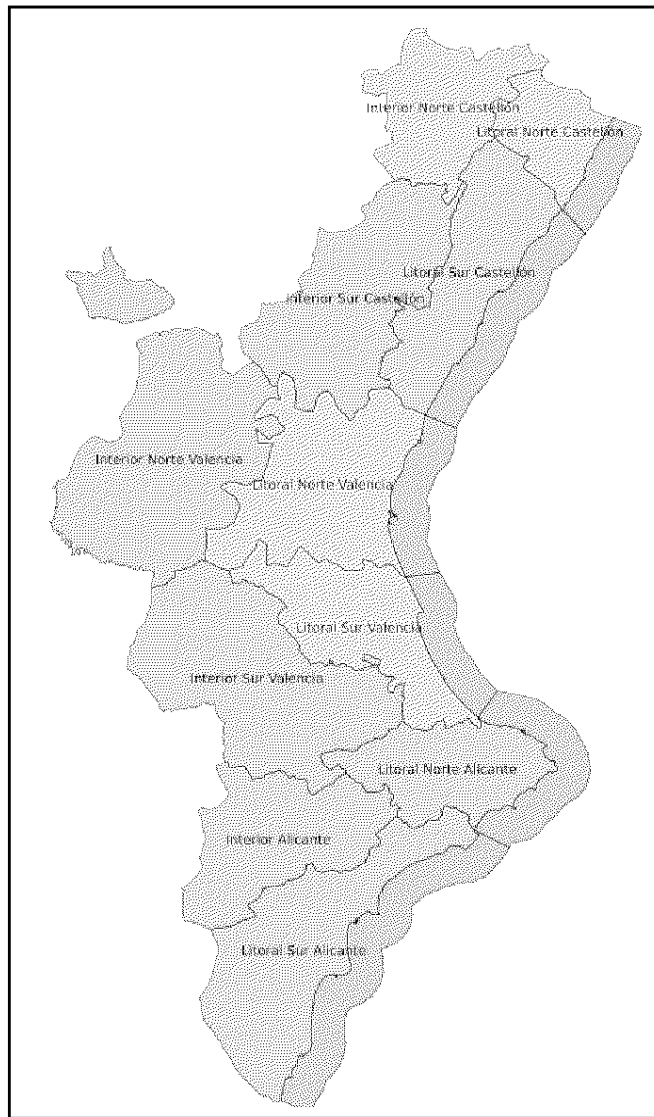 Interior Norte Castellón
Litoral Norte Castellón
Litoral Sur Castellón
Interior Sur Castellón
Interior Norte Valencia
Litoral Norte Valencia
Litoral Sur Valencia
Interior Sur Valencia
Litoral Norte Alicante
Interior Alicante
Litoral Sur Alicante